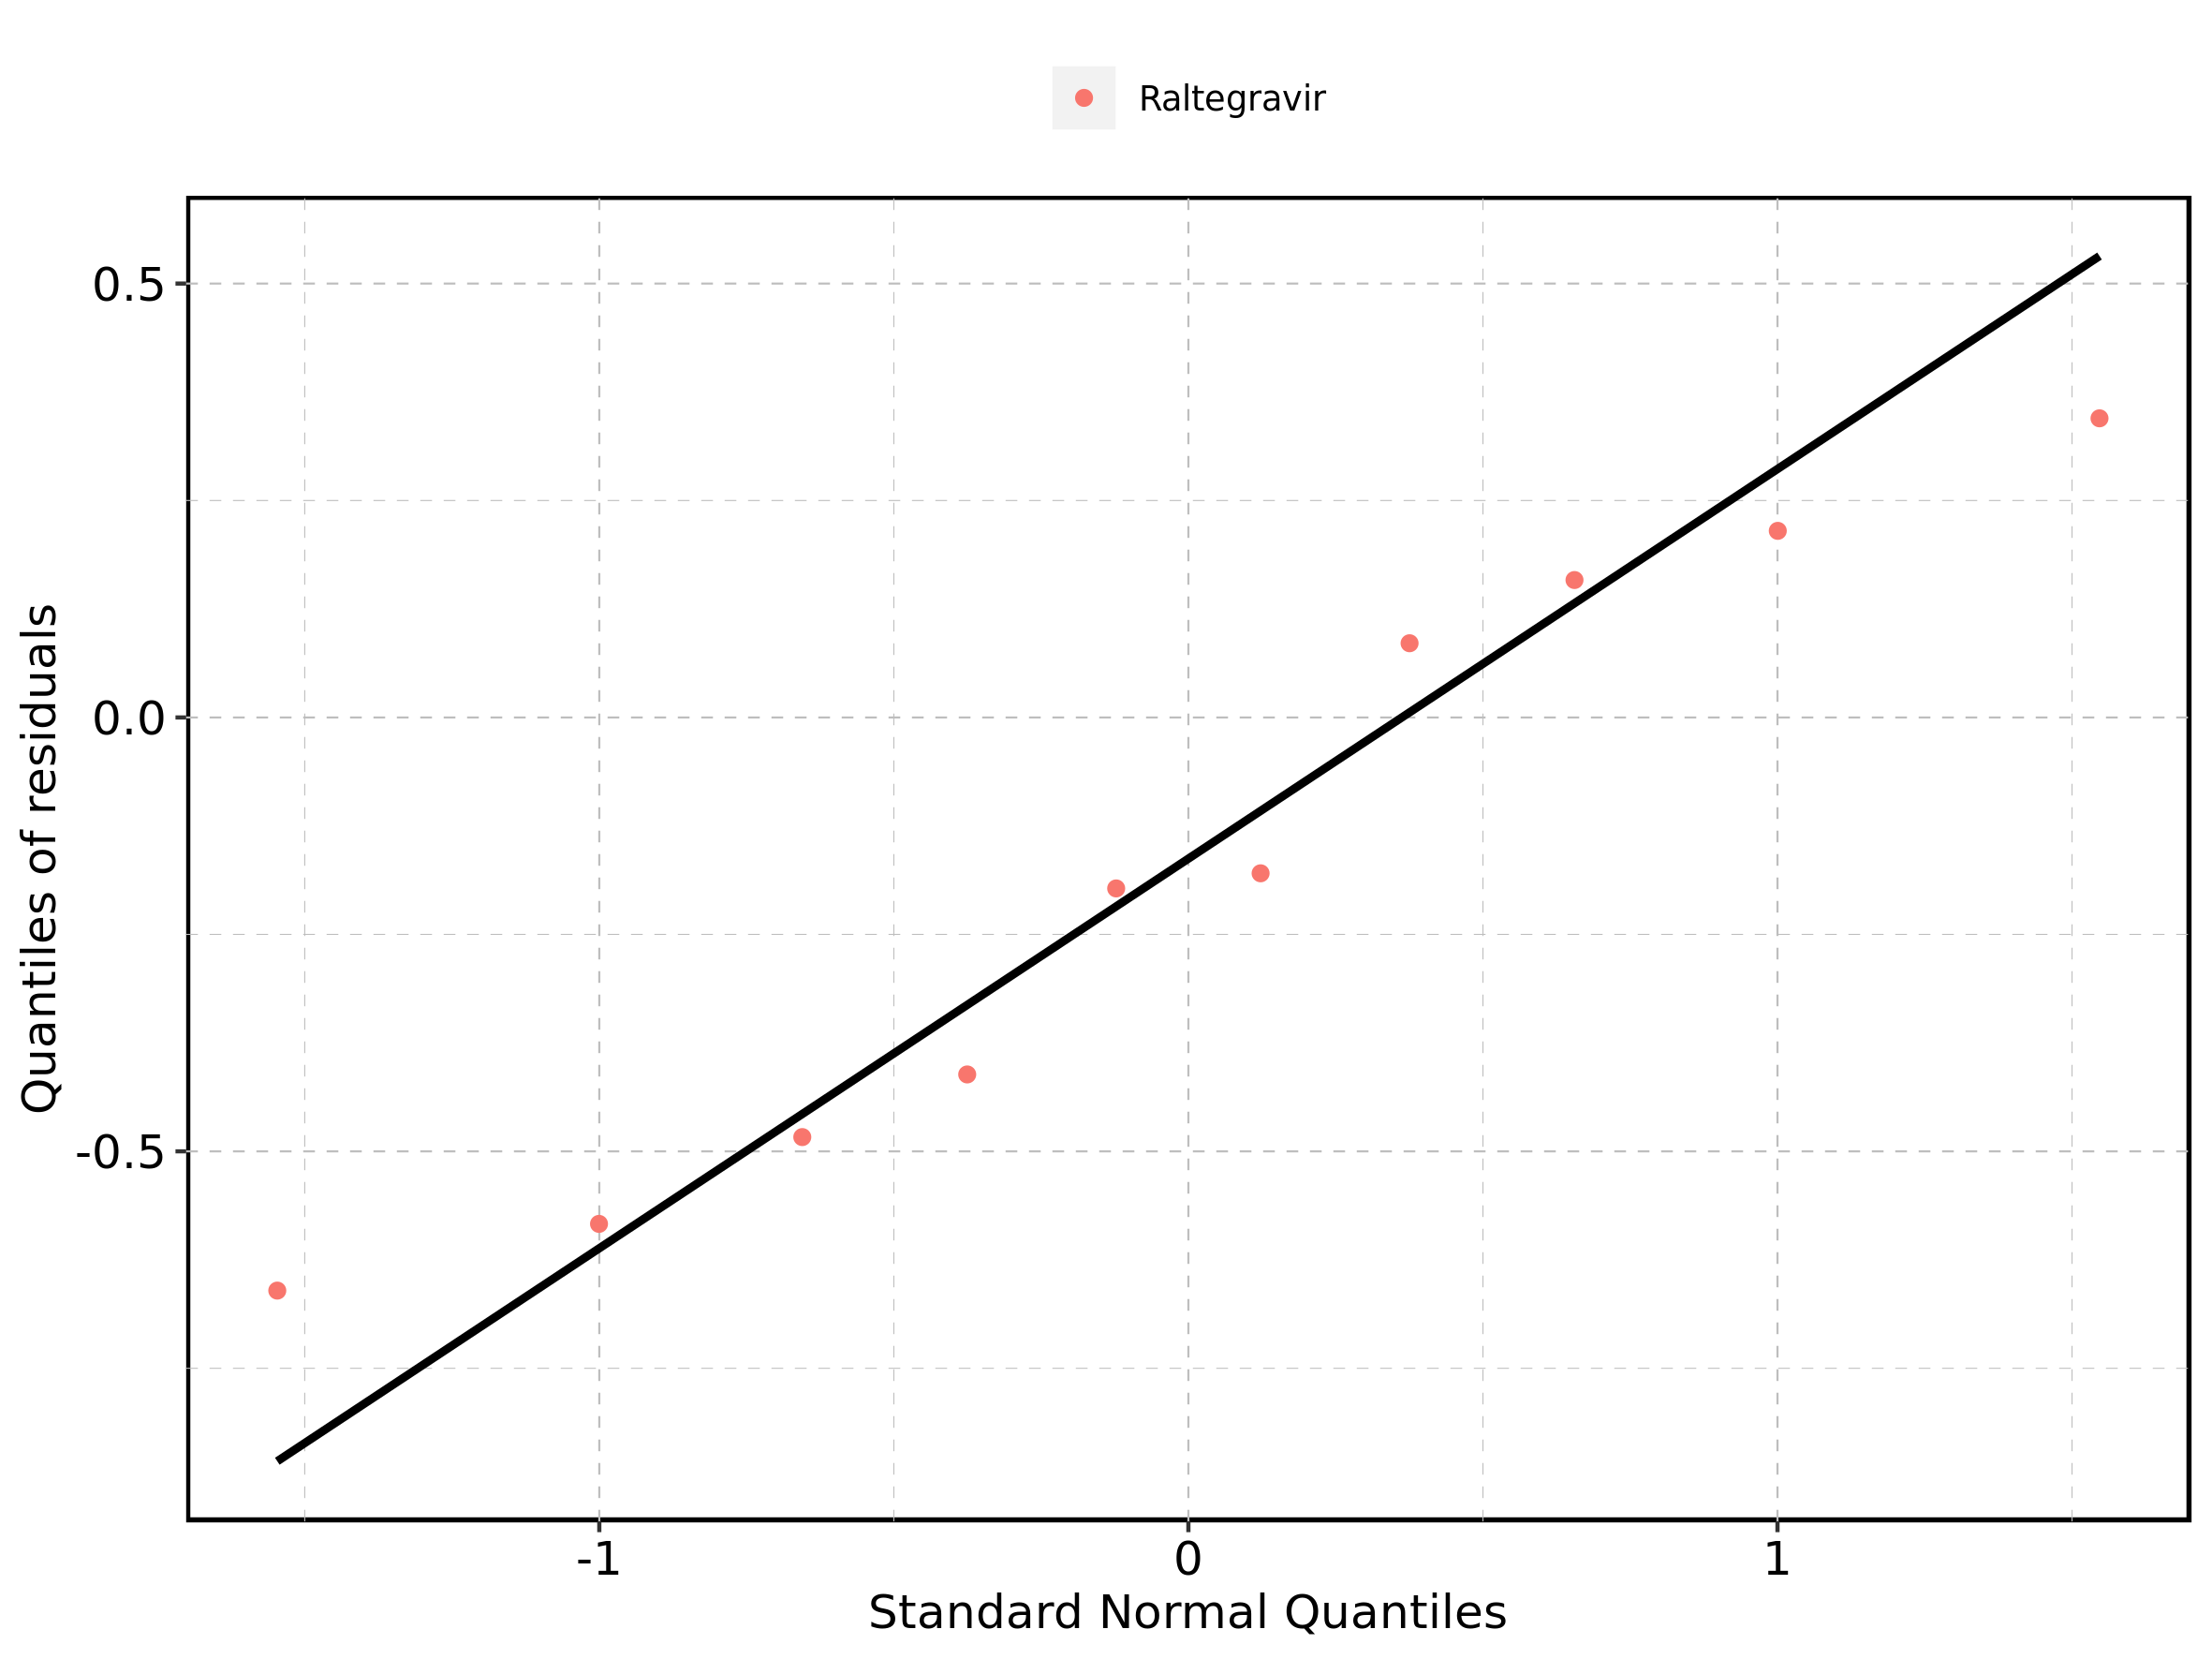 Raltegravir
0.5
0.0
-0.5
Quantiles of residuals
-1 0 1
Standard Normal Quantiles